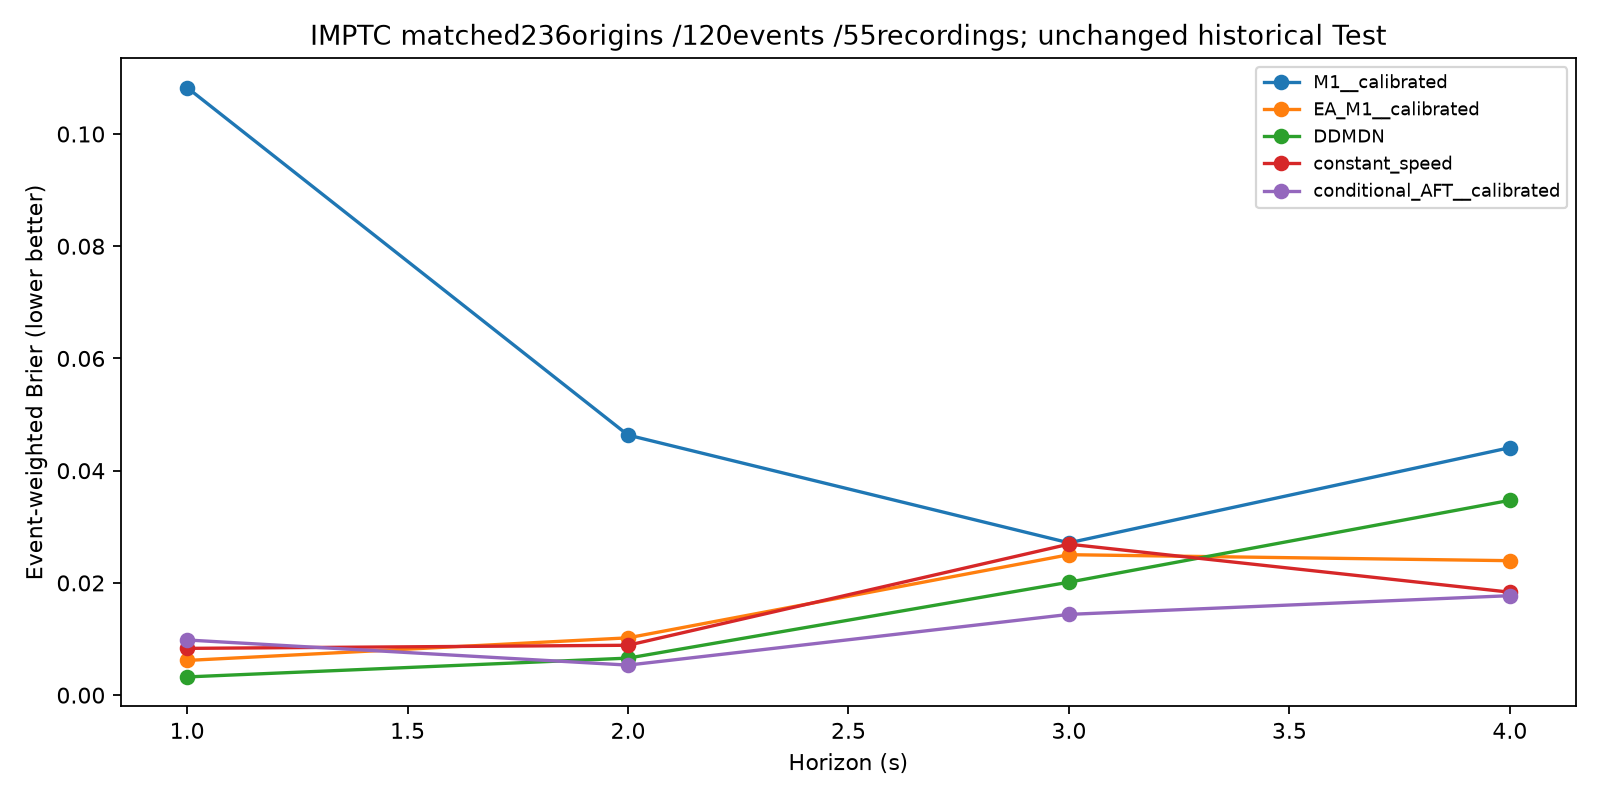 IMPTC matched236origins /120events /55recordings; unchanged historical Test
M1__calibrated
EA_M1__calibrated
DDMDN
constant_speed
conditional_AFT__calibrated
Event-weighted Brier (lower better)
0.10
0.08
0.06
0.04
0.02
0.00
1.0 1.5 2.0 2.5 3.0 3.5 4.0
Horizon (s)